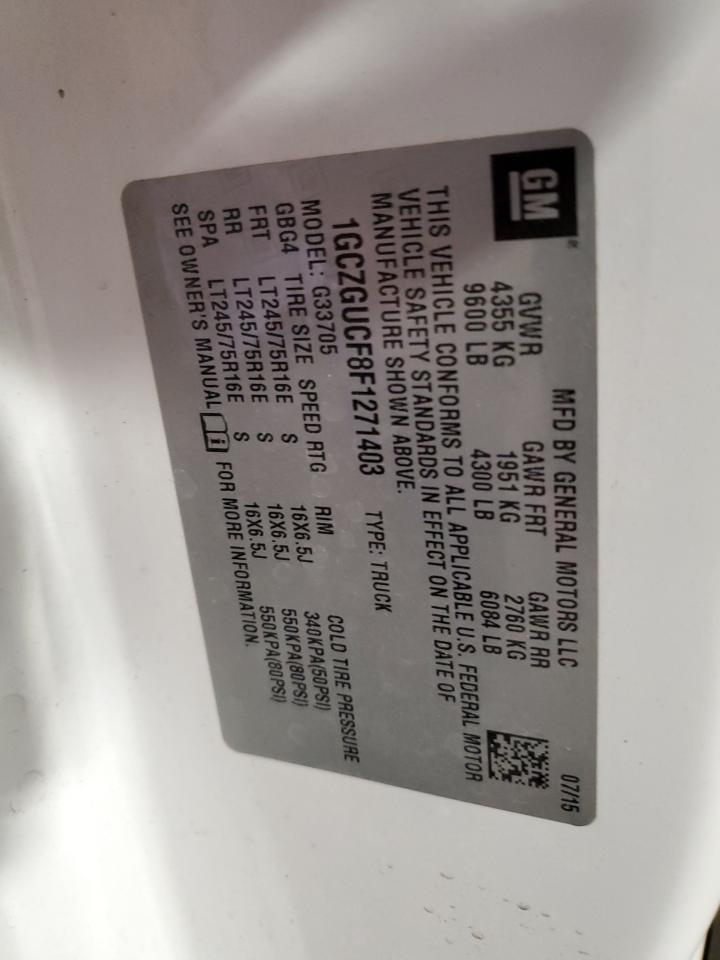 GM ® MFD BY GENERAL MOTORS LLC 07/15
GVWR GAWR FRT GAWR RR
4355 KG 1951 KG 2760 KG
9600 LB 4300 LB 6084 LB
THIS VEHICLE CONFORMS TO ALL APPLICABLE U.S. FEDERAL MOTOR
VEHICLE SAFETY STANDARDS IN EFFECT ON THE DATE OF
MANUFACTURE SHOWN ABOVE.
1GCZGUCF8F1271403 TYPE: TRUCK
MODEL: G33705
GBG4 TIRE SIZE SPEED RTG RIM COLD TIRE PRESSURE
FRT LT245/75R16E S 16X6.5J 340KPA(50PSI)
RR LT245/75R16E S 16X6.5J 550KPA(80PSI)
SPA LT245/75R16E S 16X6.5J 550KPA(80PSI)
SEE OWNER'S MANUAL i FOR MORE INFORMATION.